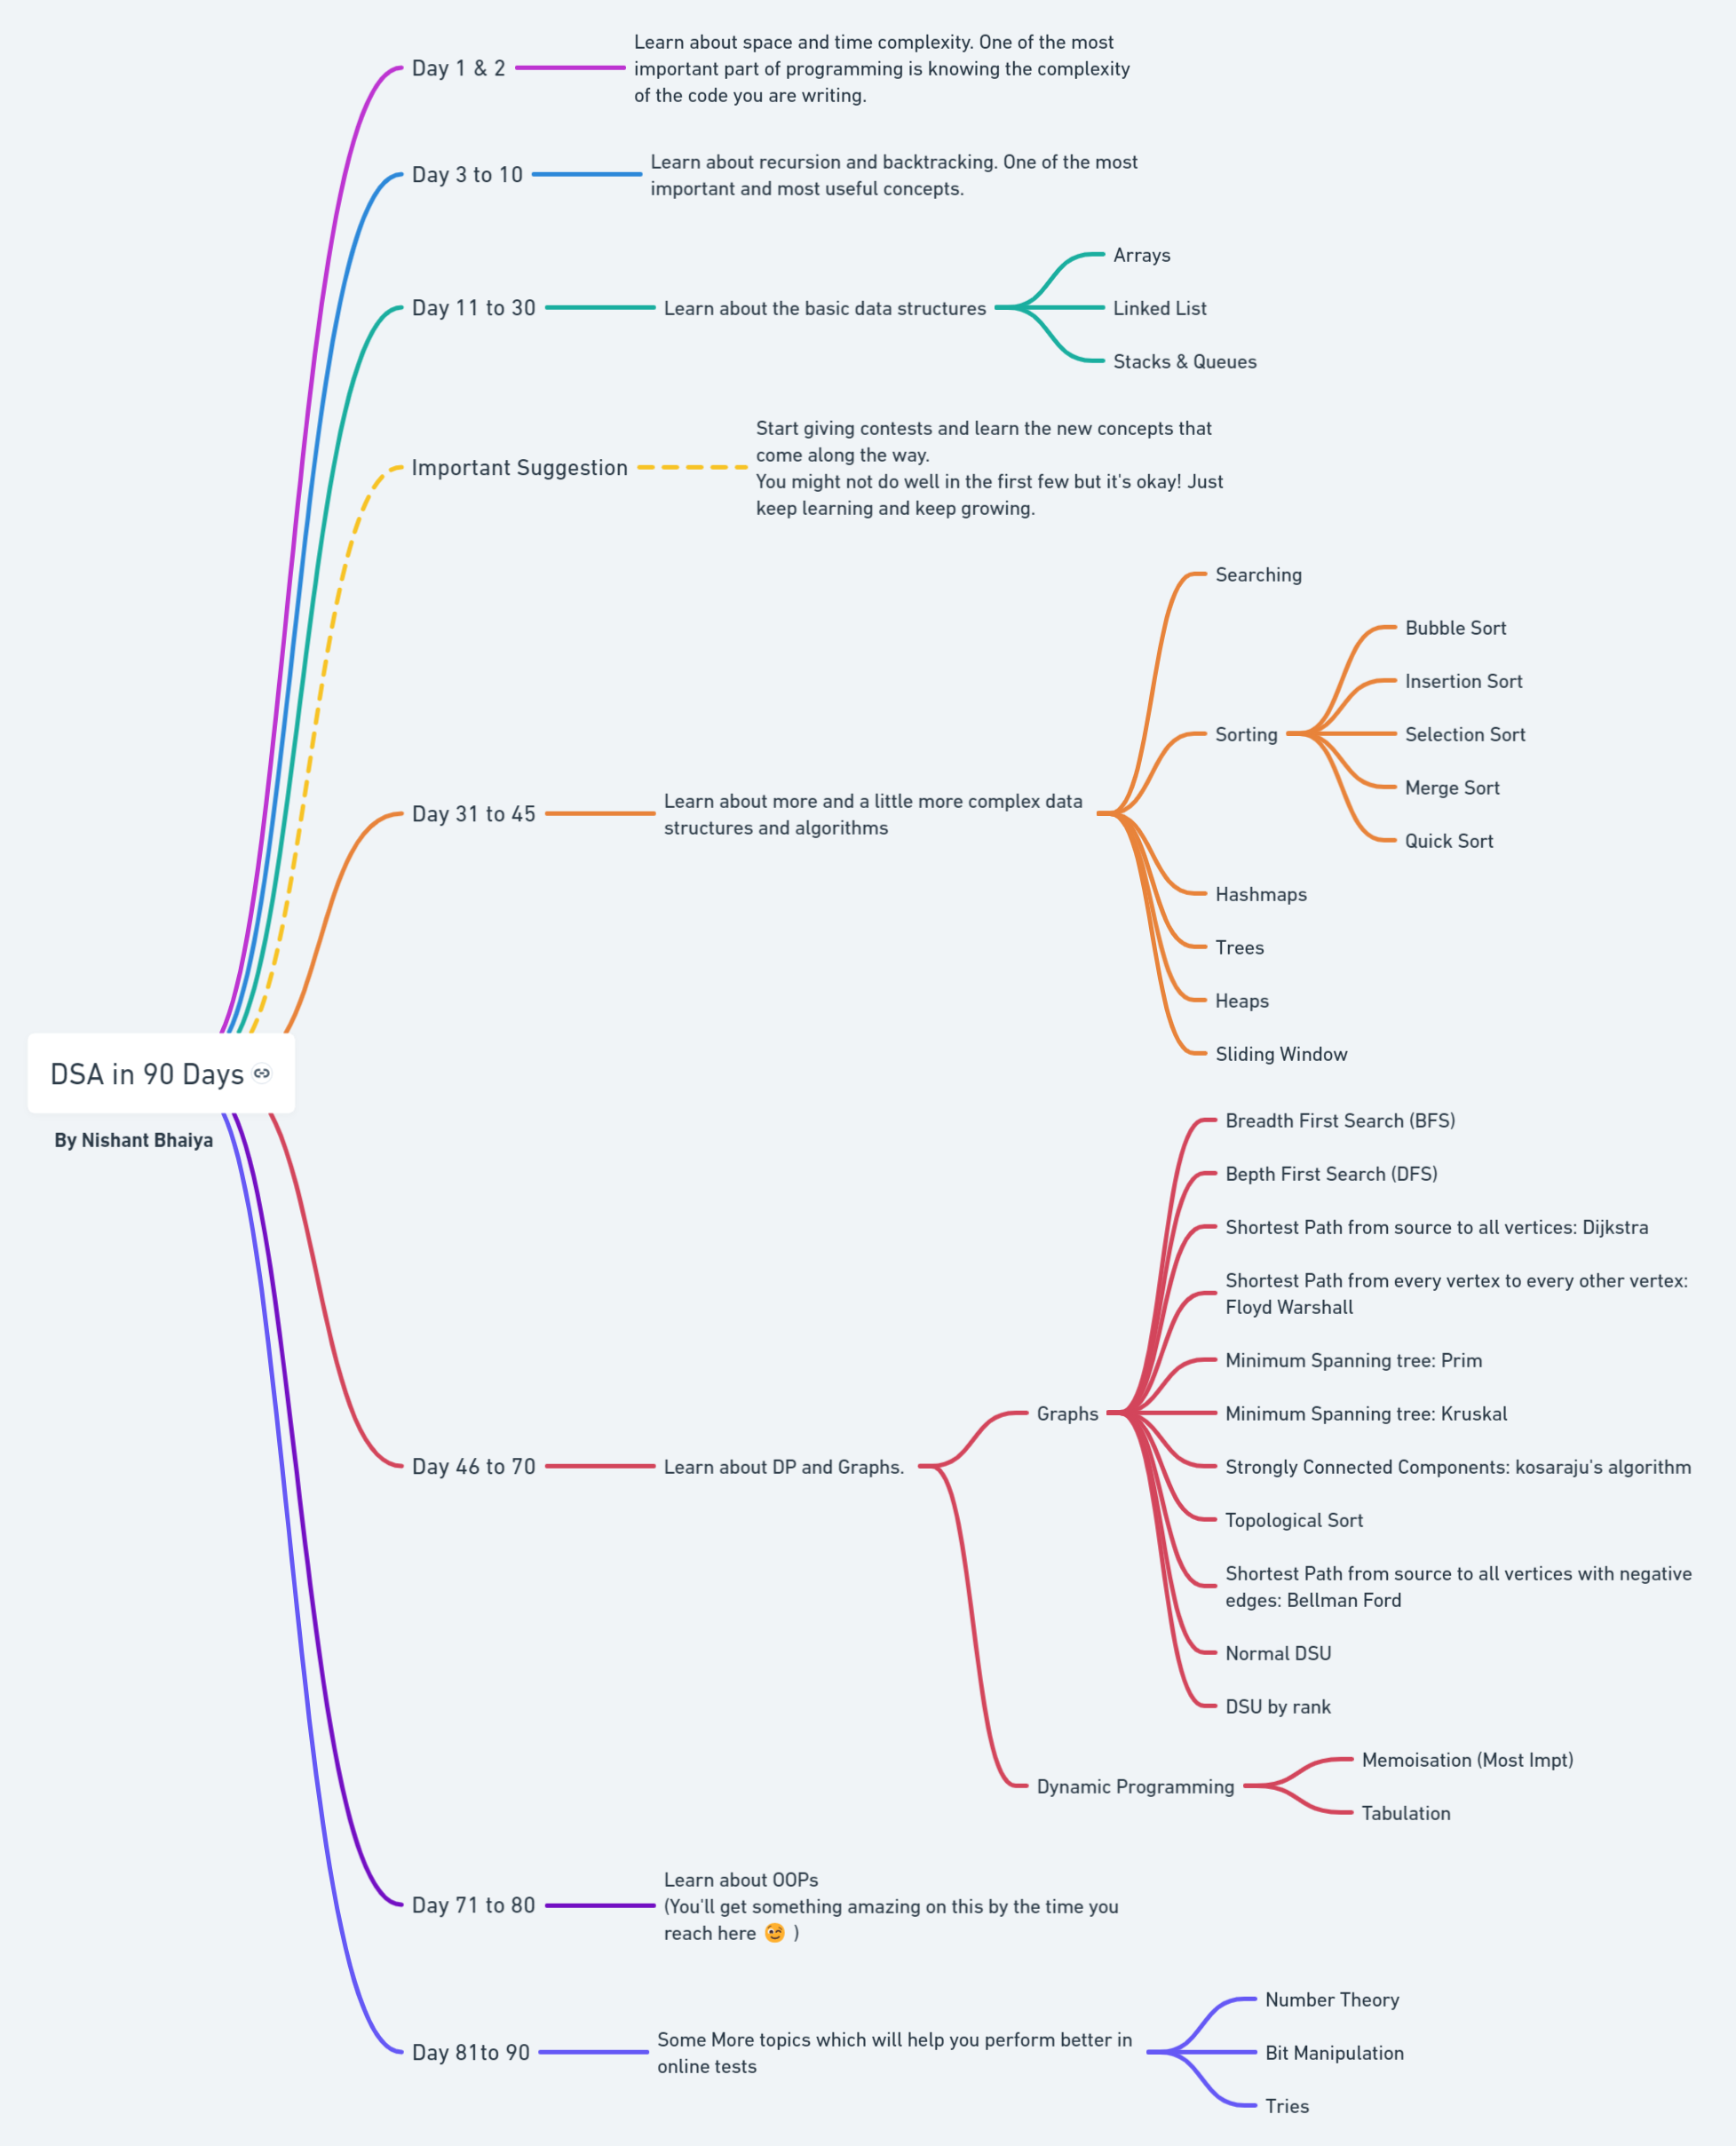 Day 1 & 2
Learn about space and time complexity. One of the most
important part of programming is knowing the complexity
of the code you are writing.
Day 3 to 10
Learn about recursion and backtracking. One of the most
important and most useful concepts.
Day 11 to 30
Learn about the basic data structures
Arrays
Linked List
Stacks & Queues
Important Suggestion
Start giving contests and learn the new concepts that
come along the way.
You might not do well in the first few but it's okay! Just
keep learning and keep growing.
Day 31 to 45
Learn about more and a little more complex data
structures and algorithms
Searching
Sorting
Bubble Sort
Insertion Sort
Selection Sort
Merge Sort
Quick Sort
Hashmaps
Trees
Heaps
Sliding Window
DSA in 90 Days
By Nishant Bhaiya
Day 46 to 70
Learn about DP and Graphs.
Graphs
Breadth First Search (BFS)
Bepth First Search (DFS)
Shortest Path from source to all vertices: Dijkstra
Shortest Path from every vertex to every other vertex:
Floyd Warshall
Minimum Spanning tree: Prim
Minimum Spanning tree: Kruskal
Strongly Connected Components: kosaraju's algorithm
Topological Sort
Shortest Path from source to all vertices with negative
edges: Bellman Ford
Normal DSU
DSU by rank
Dynamic Programming
Memoisation (Most Impt)
Tabulation
Day 71 to 80
Learn about OOPs
(You'll get something amazing on this by the time you
reach here 😊 )
Day 81to 90
Some More topics which will help you perform better in
online tests
Number Theory
Bit Manipulation
Tries